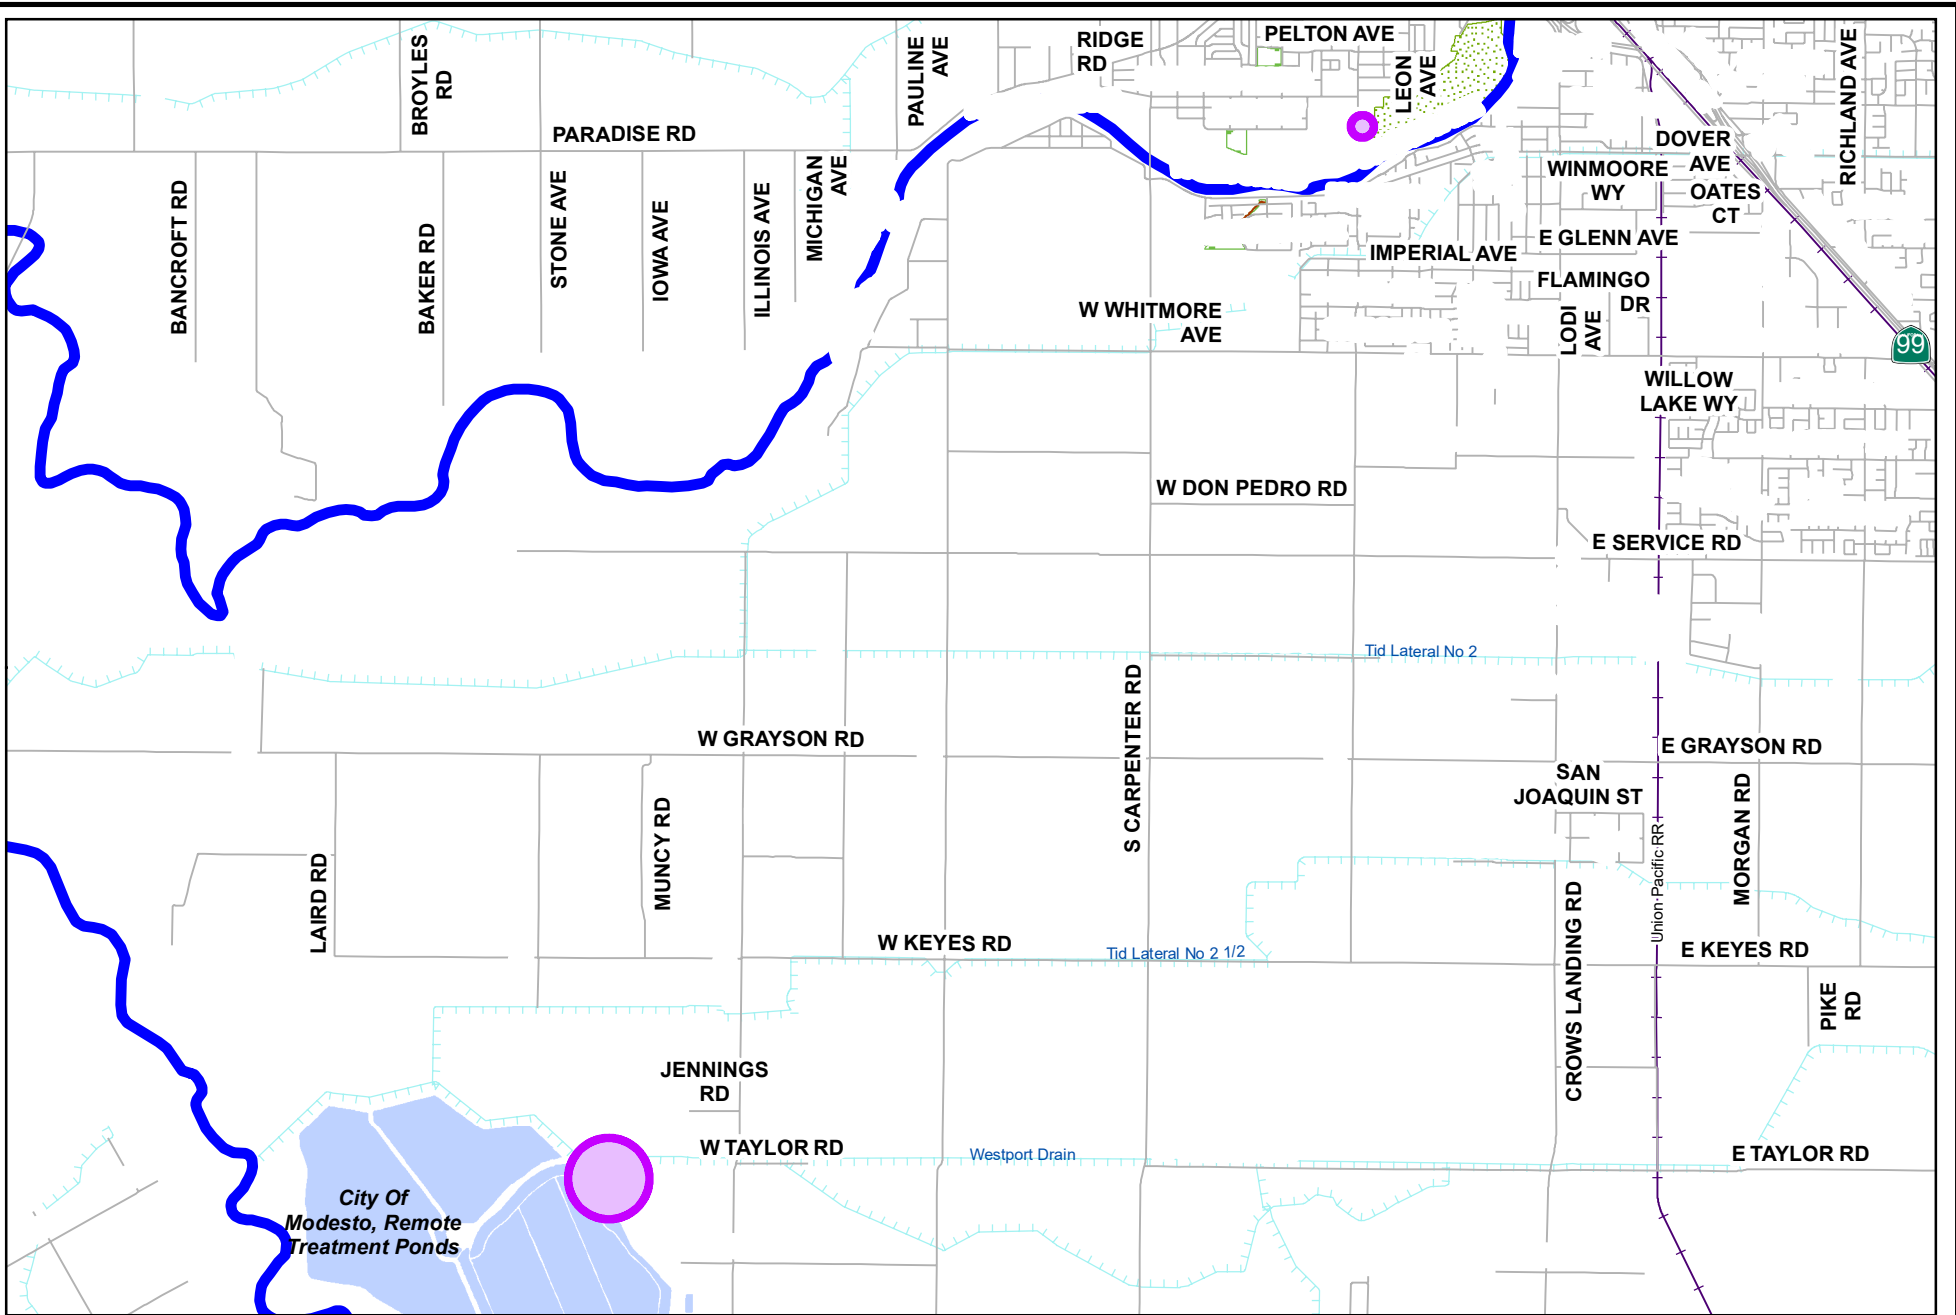 PELTON AVE
RIDGE
RD
PAULINE
AVE
BROYLES
RD
LEON
AVE
RICHLAND AVE
PARADISE RD
DOVER
AVE
WINMOORE
WY
OATES
CT
BANCROFT RD
BAKER RD
STONE AVE
IOWA AVE
ILLINOIS AVE
MICHIGAN
AVE
E GLENN AVE
IMPERIAL AVE
FLAMINGO
DR
W WHITMORE
AVE
LODI
AVE
99
WILLOW
LAKE WY
W DON PEDRO RD
E SERVICE RD
Tid Lateral No 2
S CARPENTER RD
W GRAYSON RD
E GRAYSON RD
SAN
JOAQUIN ST
MORGAN RD
MUNCY RD
LAIRD RD
Union Pacific RR
CROWS LANDING RD
W KEYES RD
Tid Lateral No 2 1/2
E KEYES RD
PIKE
RD
JENNINGS
RD
W TAYLOR RD
Westport Drain
E TAYLOR RD
City Of
Modesto, Remote
Treatment Ponds